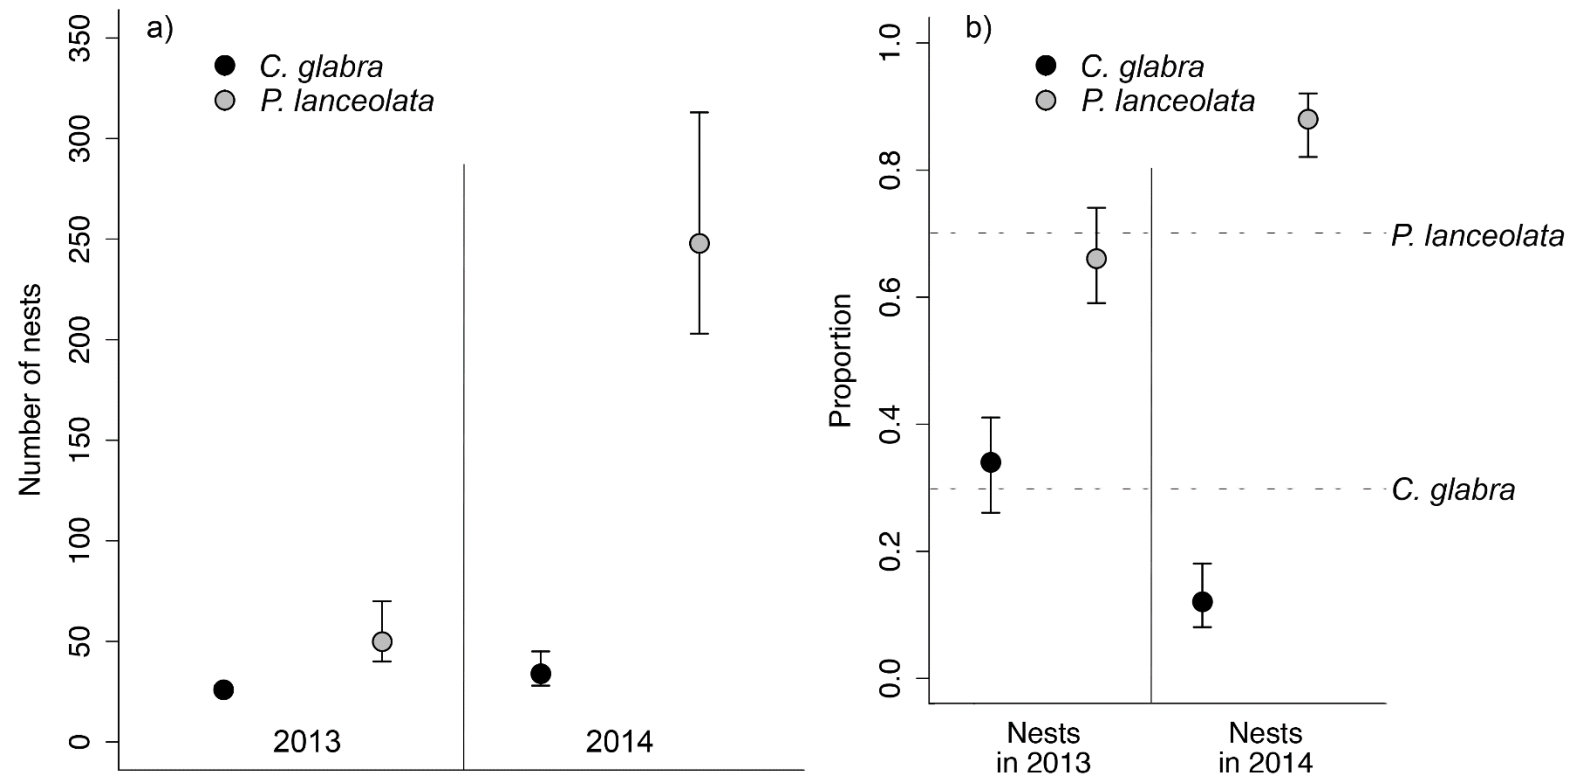 a)
C. glabra
P. lanceolata
Number of nests
350
300
250
200
150
100
50
0
2013
2014
b)
C. glabra
P. lanceolata
Proportion
1.0
0.8
0.6
0.4
0.2
0.0
P. lanceolata
C. glabra
Nests
in 2013
Nests
in 2014